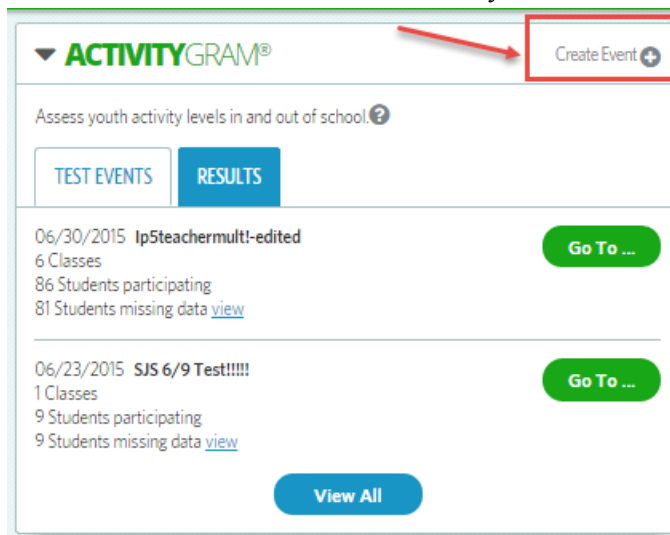 ACTIVITYGRAM®
Create Event
Assess youth activity levels in and out of school.
TEST EVENTS
RESULTS
06/30/2015 lp5teachermult!-edited
Go To ...
6 Classes
86 Students participating
81 Students missing data view
06/23/2015 SJS 6/9 Test!!!!!
Go To ...
1 Classes
9 Students participating
9 Students missing data view
View All